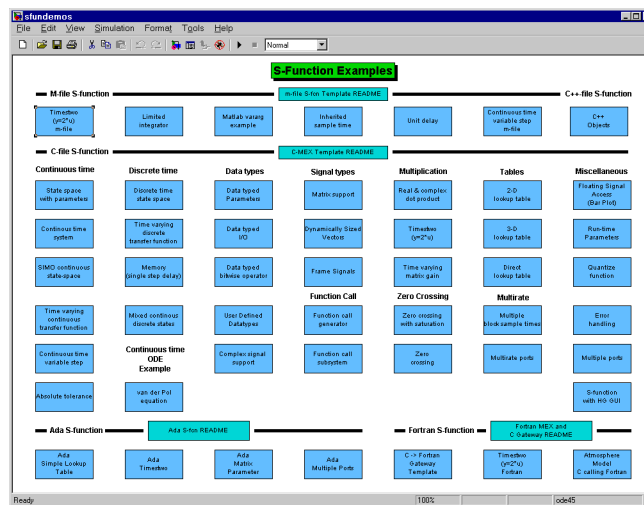 sfundemos
File Edit View Simulation Format Tools Help
Normal
S-Function Examples
M-file S-function
m-file S-fcn Template README
C++-file S-function
Timestwo
(y=2*u)
m-file
Limited
integrator
Matlab vararg
example
Inherited
sample time
Unit delay
Continuous time
variable step
m-file
C++
Objects
C-file S-function
C-MEX Template README
Continuous time
Discrete time
Data types
Signal types
Multiplication
Tables
Miscellaneous
State space
with parameters
Discrete time
state space
Data typed
Parameters
Matrix support
Real & complex
dot product
2-D
lookup table
Floating Signal
Access
(Bar Plot)
Continous time
system
Time varying
discrete
transfer function
Data typed
I/O
Dynamically Sized
Vectors
Timestwo
(y=2*u)
3-D
lookup table
Run-time
Parameters
SIMO continuous
state-space
Memory
(single step delay)
Data typed
bitwise operator
Frame Signals
Time varying
matrix gain
Direct
lookup table
Quantize
function
Function Call
Zero Crossing
Multirate
Time varying
continuous
transfer function
Mixed continous
discrete states
User Defined
Datatypes
Function call
generator
Zero crossing
with saturation
Multiple
block sample times
Error
handling
Continuous time
variable step
Continuous time
ODE
Example
Complex signal
support
Function call
subsystem
Zero
crossing
Multirate ports
Multiple ports
Absolute tolerance
van der Pol
equation
S-function
with HG GUI
Ada S-function
Ada S-fcn README
Fortran S-function
Fortran MEX and
C Gateway README
Ada
Simple Lookup
Table
Ada
Timestwo
Ada
Matrix
Parameter
Ada
Multiple Ports
C -> Fortran
Gateway
Template
Timestwo
(y=2*u)
Fortran
Atmosphere
Model
C calling Fortran
Ready
100%
ode45